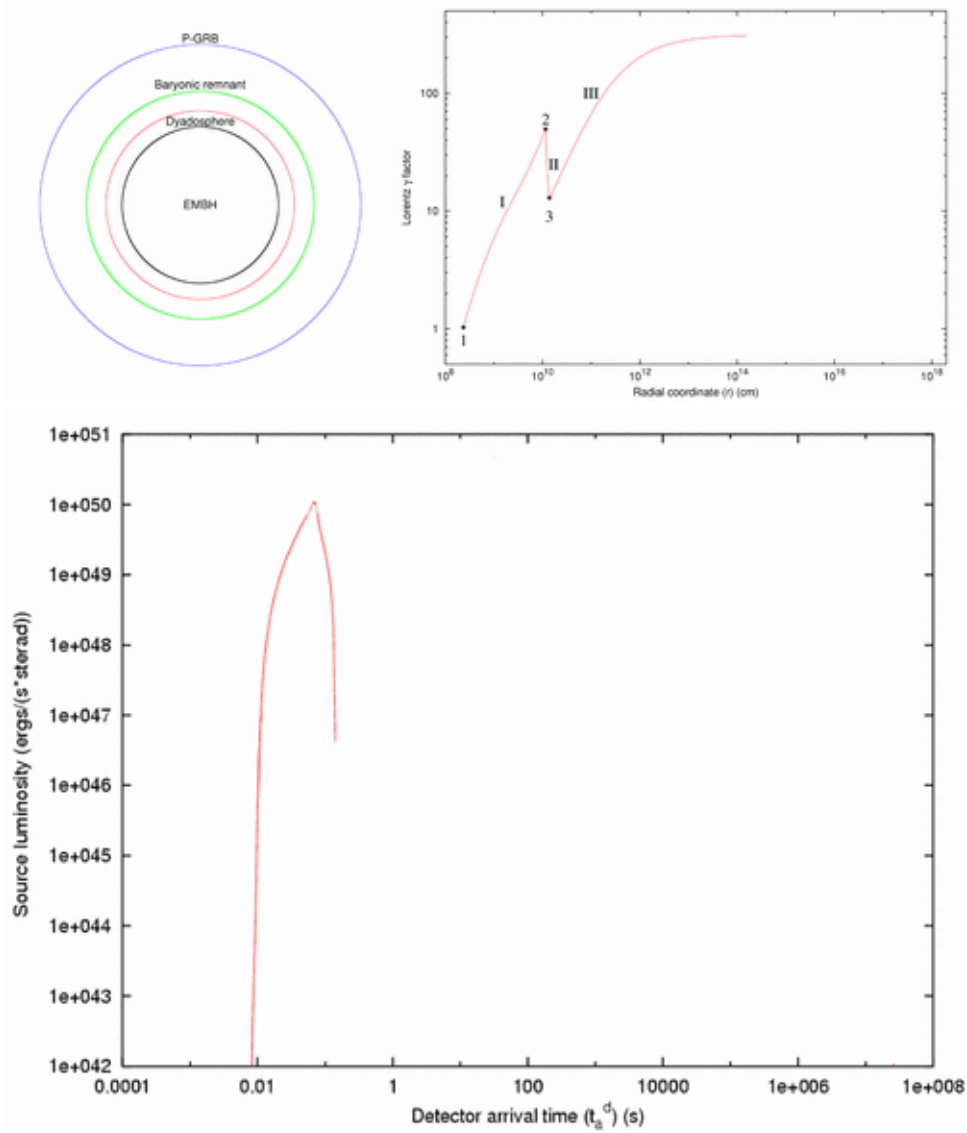 P-GRB
Baryonic remnant
Dyadosphere
EMBH
Lorentz γ factor
100
10
1
I
2
II
3
III
1
10^8 10^10 10^12 10^14 10^16 10^18
Radial coordinate (r) (cm)
Source luminosity (ergs/(s*sterad))
1e+051
1e+050
1e+049
1e+048
1e+047
1e+046
1e+045
1e+044
1e+043
1e+042
0.0001 0.01 1 100 10000 1e+006 1e+008
Detector arrival time (t_a^d) (s)